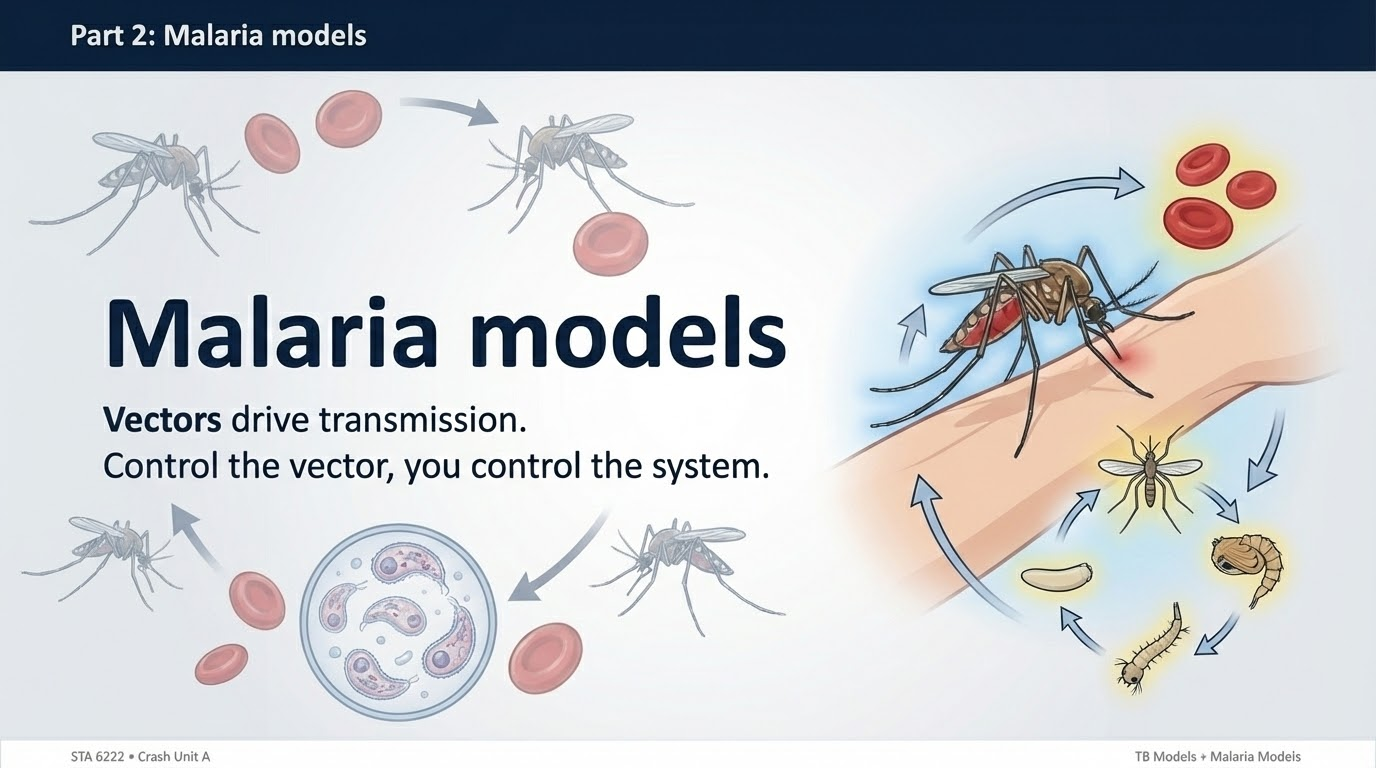 Part 2: Malaria models
Malaria models
Vectors drive transmission.
Control the vector, you control the system.
STA 6222 • Crash Unit A
TB Models + Malaria Models